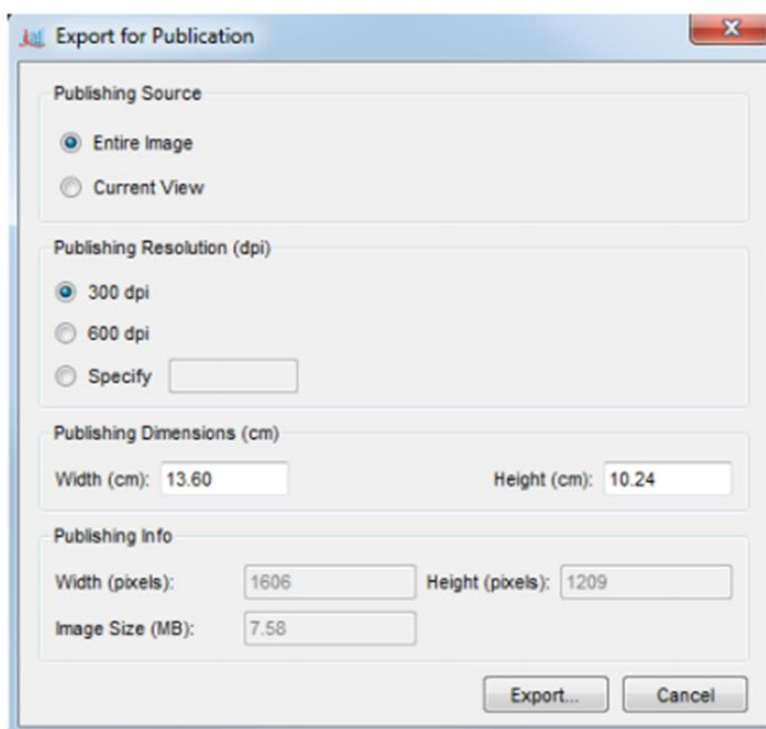 Export for Publication
Publishing Source
Entire Image
Current View
Publishing Resolution (dpi)
300 dpi
600 dpi
Specify
Publishing Dimensions (cm)
Width (cm): 13.60 Height (cm): 10.24
Publishing Info
Width (pixels): 1606 Height (pixels): 1209
Image Size (MB): 7.58
Export... Cancel